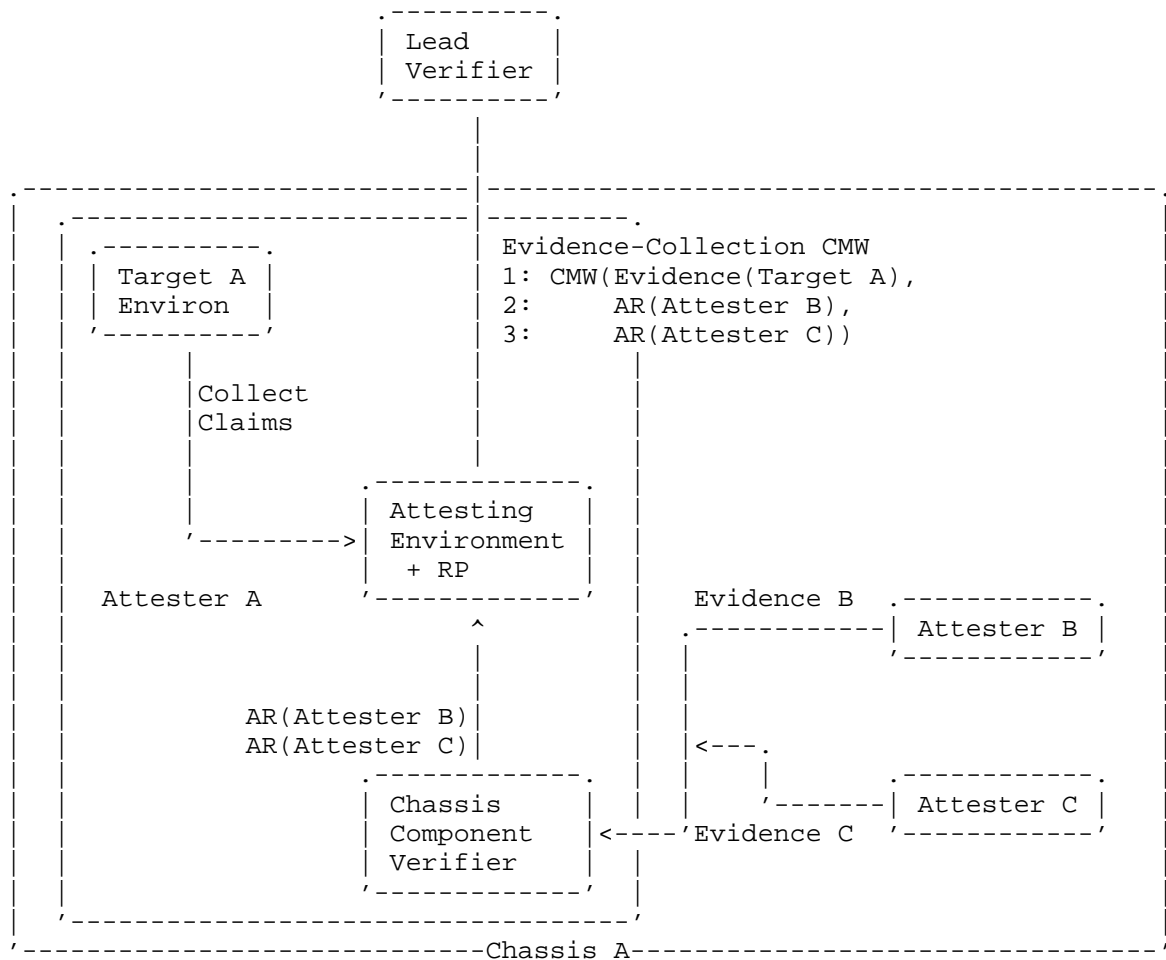 Lead
Verifier
Evidence-Collection CMW
Target A
Environ
1: CMW(Evidence(Target A),
2: AR(Attester B),
3: AR(Attester C))
Collect
Claims
Attesting
Environment
+ RP
Attester A
Evidence B
Attester B
AR(Attester B)
AR(Attester C)
Chassis
Component
Verifier
Attester C
Evidence C
Chassis A